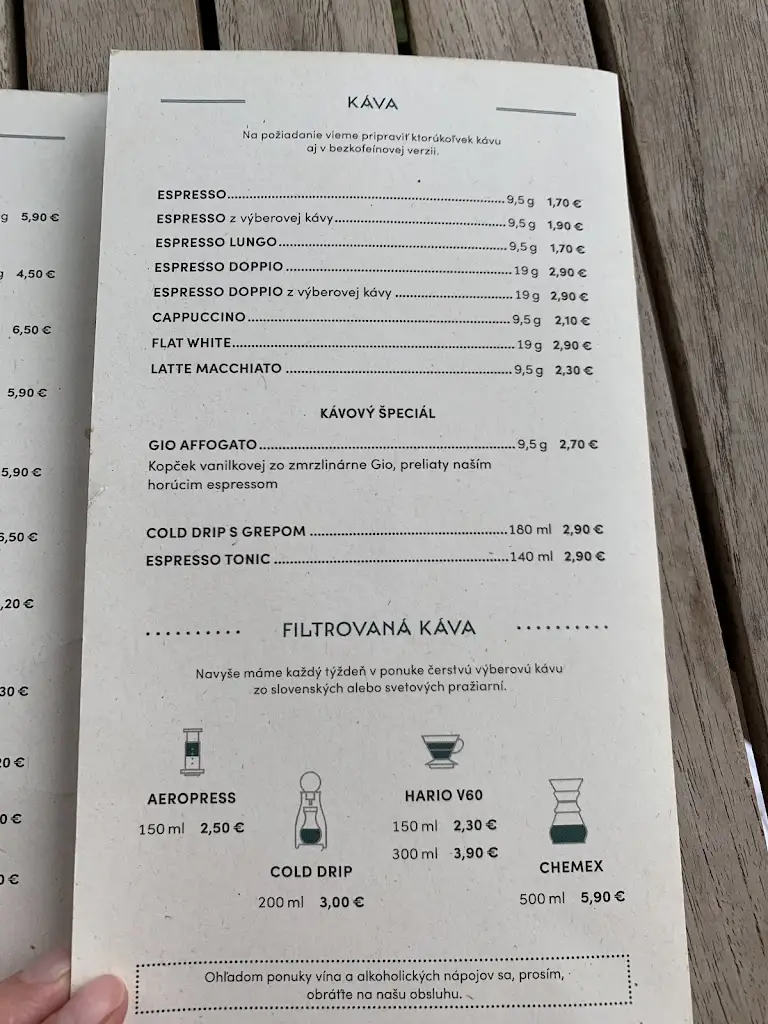 KÁVA
Na požiadanie vieme pripraviť ktorúkoľvek kávu
aj v bezkofeínovej verzii.
ESPRESSO 9,5 g 1,70 €
ESPRESSO z výberovej kávy 9,5 g 1,90 €
ESPRESSO LUNGO 9,5 g 1,70 €
ESPRESSO DOPPIO 19 g 2,90 €
ESPRESSO DOPPIO z výberovej kávy 19 g 2,90 €
CAPPUCCINO 9,5 g 2,10 €
FLAT WHITE 19 g 2,90 €
LATTE MACCHIATO 9,5 g 2,30 €
KÁVOVÝ ŠPECIÁL
GIO AFFOGATO 9,5 g 2,70 €
Kopček vanilkovej zo zmrzlinárne Gio, preliaty naším
horúcim espressom
COLD DRIP S GREPOM 180 ml 2,90 €
ESPRESSO TONIC 140 ml 2,90 €
FILTROVANÁ KÁVA
Navyše máme každý týždeň v ponuke čerstvú výberovú kávu
zo slovenských alebo svetových pražiarní.
AEROPRESS
150 ml 2,50 €
COLD DRIP
200 ml 3,00 €
HARIO V60
150 ml 2,30 €
300 ml 3,90 €
CHEMEX
500 ml 5,90 €
Ohľadom ponuky vína a alkoholických nápojov sa, prosím,
obráťte na našu obsluhu.
g 5,90 €
g 4,50 €
6,50 €
5,90 €
5,90 €
,50 €
,20 €
30 €
0 €
0 €
€